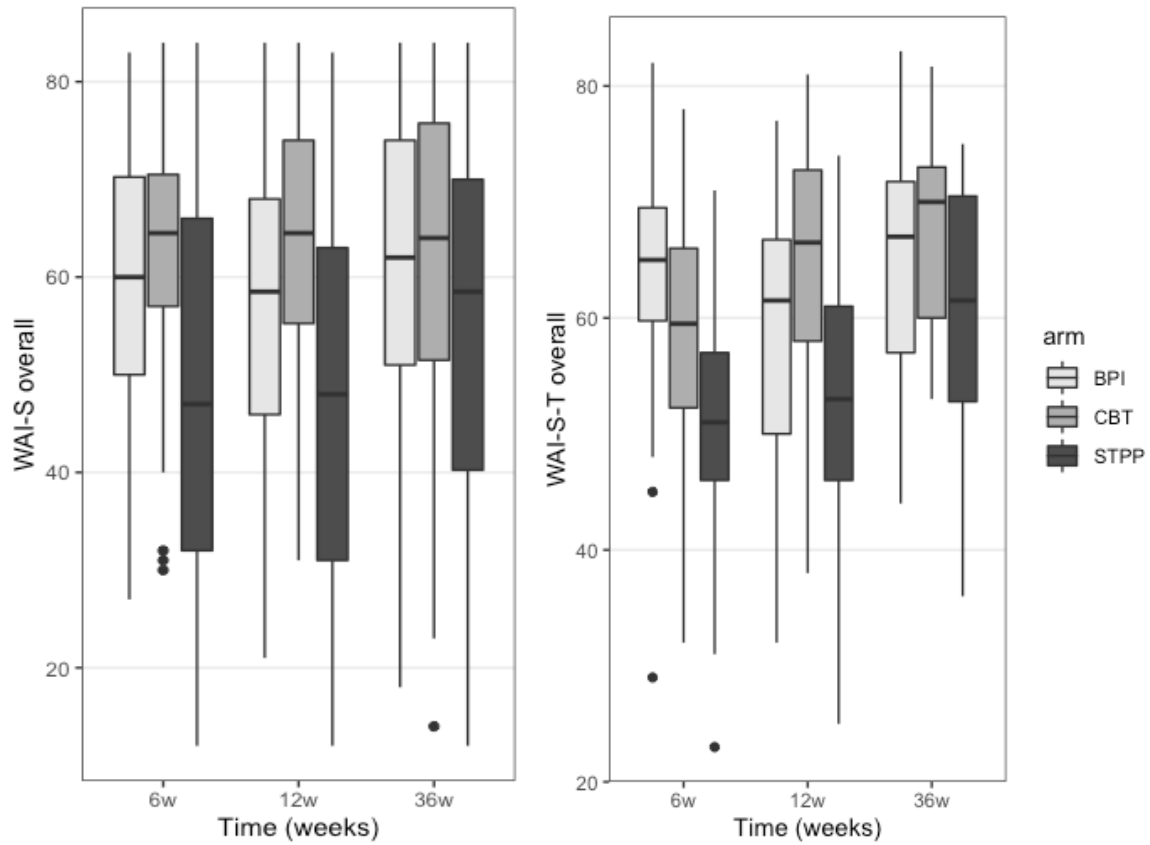 WAI-S overall
80
60
40
20
6w
12w
36w
Time (weeks)
WAI-S-T overall
80
60
40
20
6w
12w
36w
Time (weeks)
arm
BPI
CBT
STPP